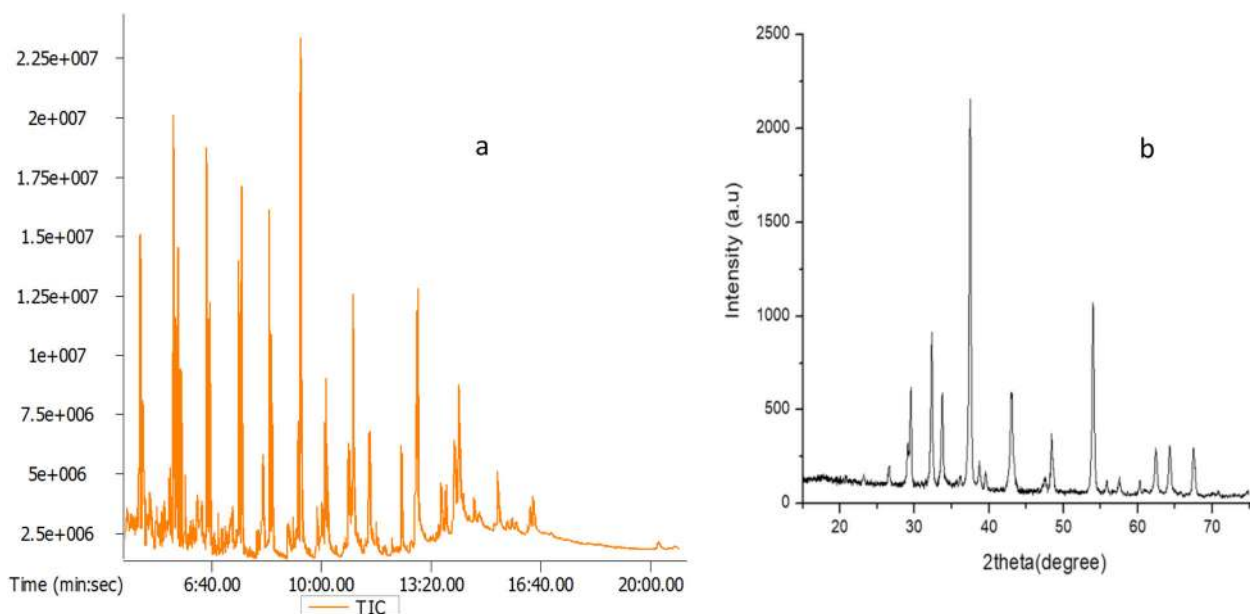 2.25e+007
2e+007
1.75e+007
1.5e+007
1.25e+007
1e+007
7.5e+006
5e+006
2.5e+006
Time (min:sec) 6:40.00 10:00.00 13:20.00 16:40.00 20:00.00
TIC
a
2500
2000
1500
1000
500
0
Intensity (a.u)
20 30 40 50 60 70
2theta(degree)
b